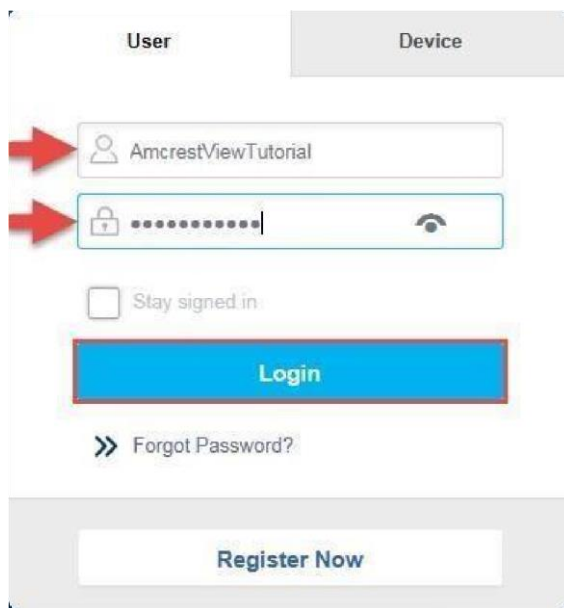 User
Device
AmcrestViewTutorial
•••••••••••
Stay signed in
Login
Forgot Password?
Register Now